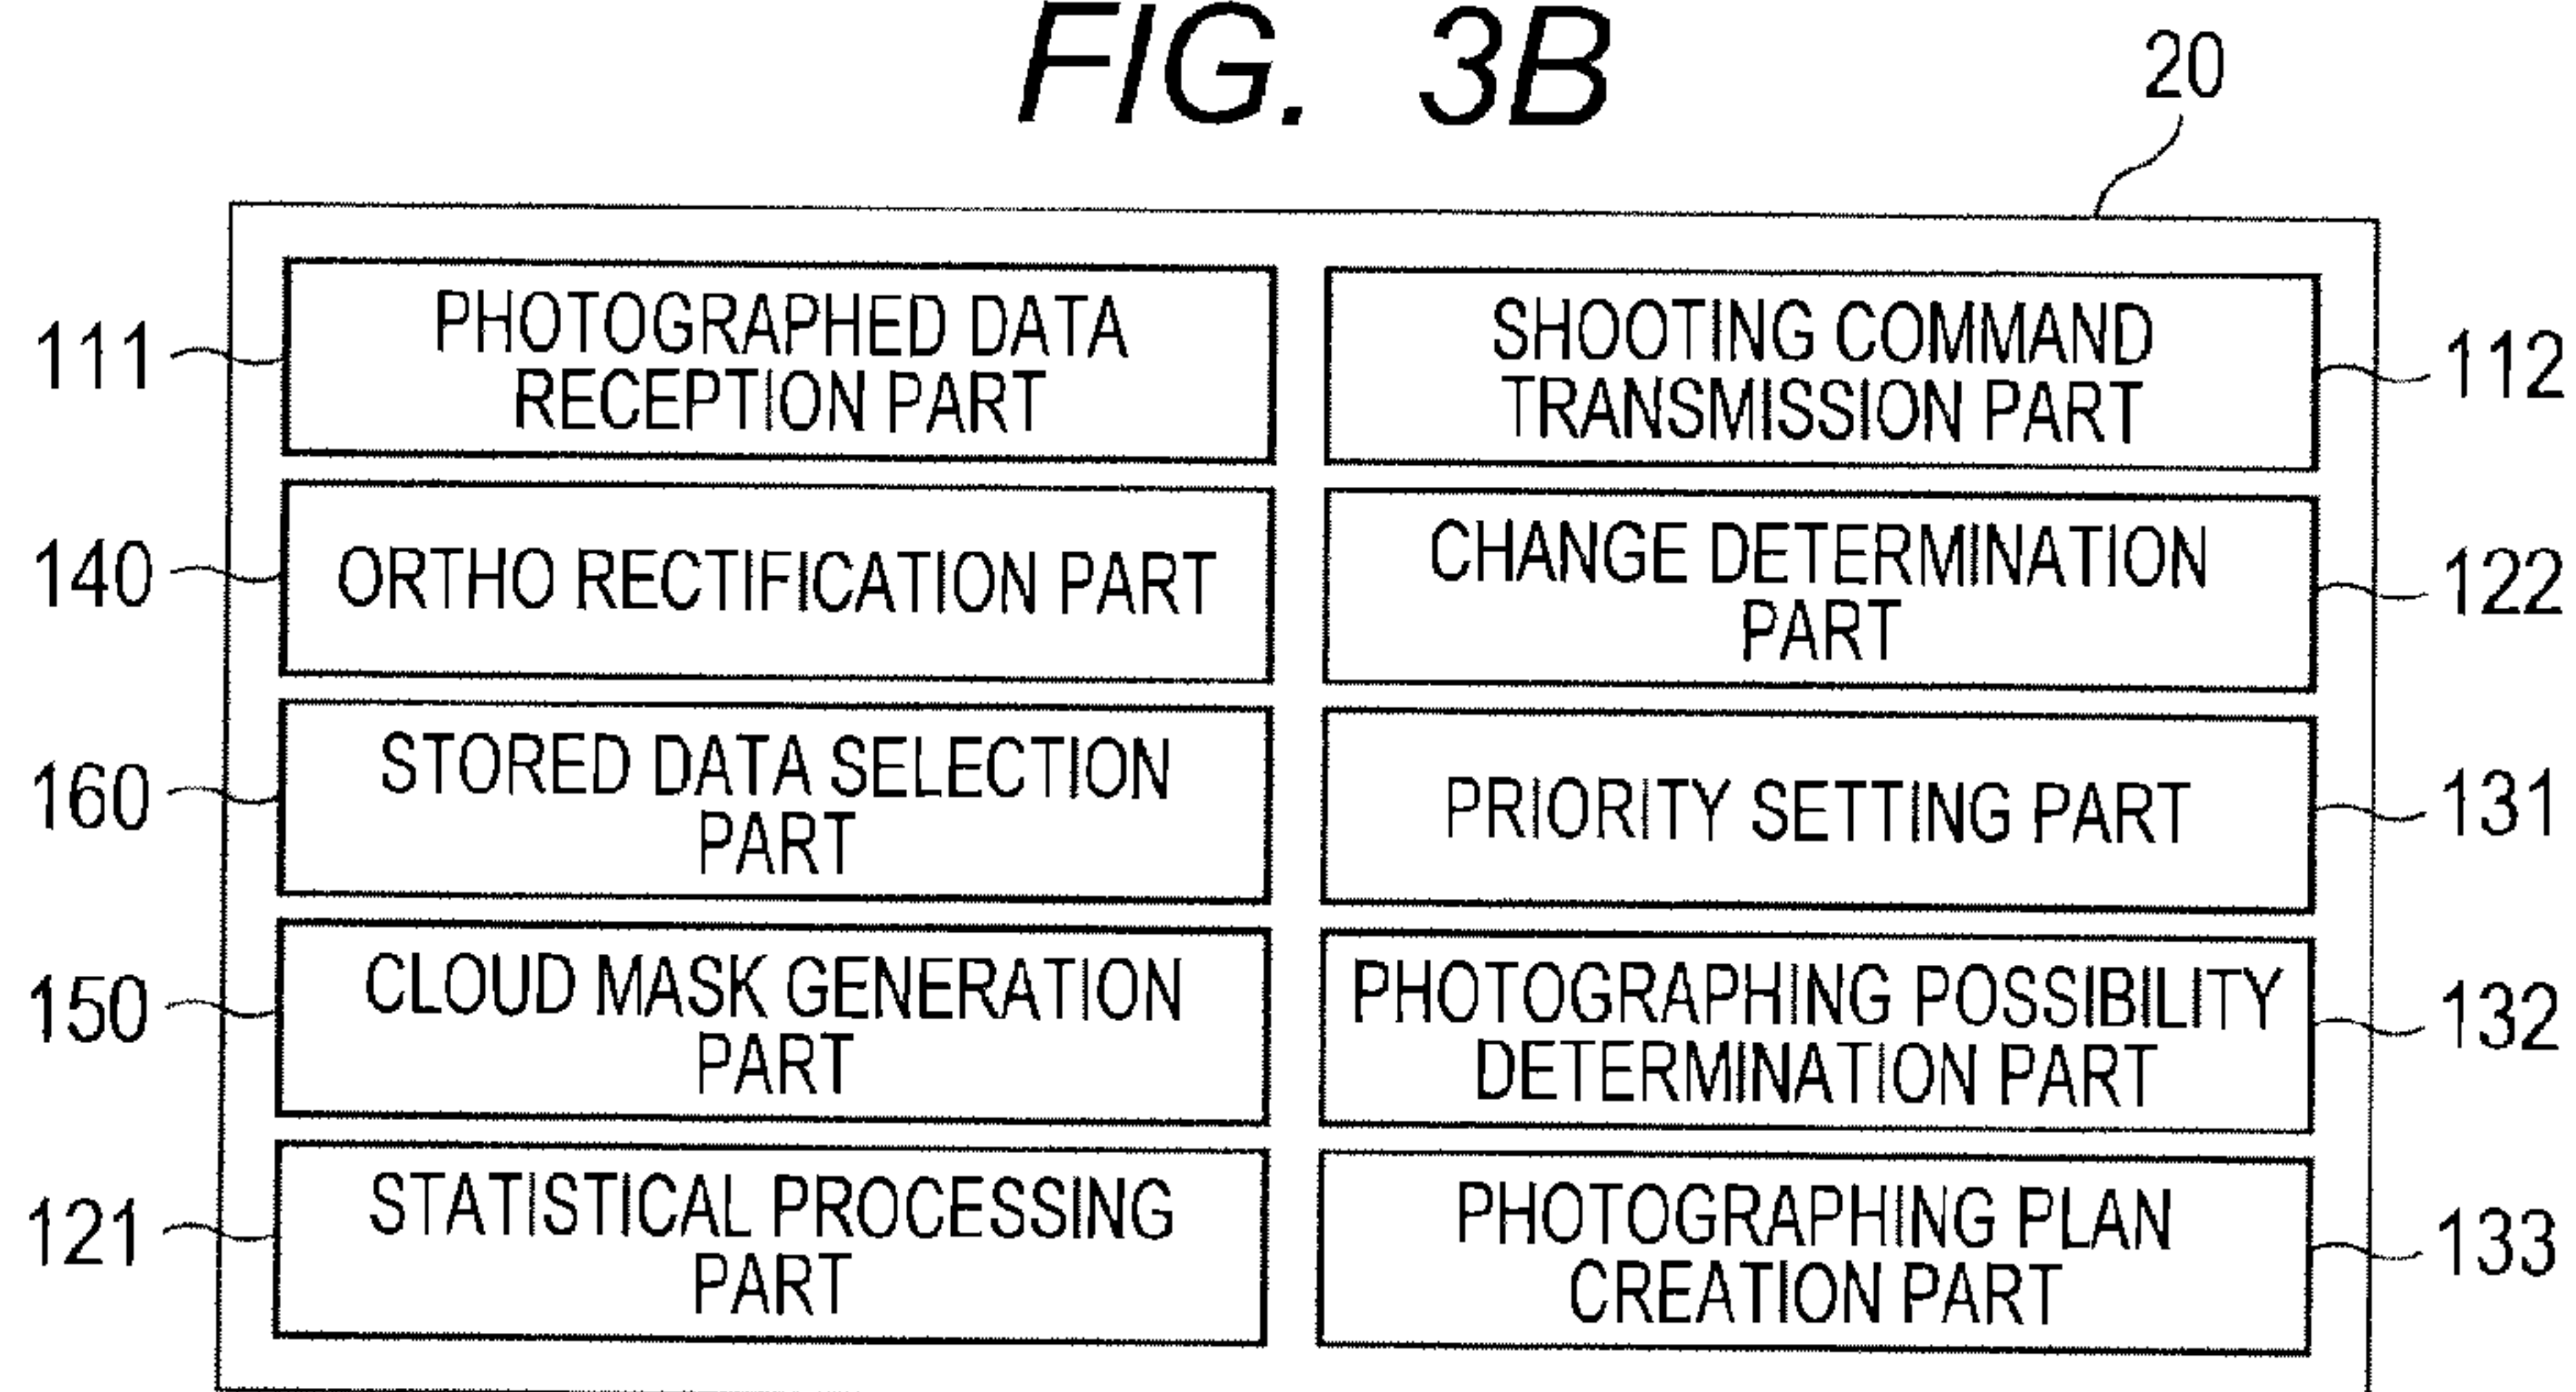 FIG. 3B
20
111
PHOTOGRAPHED DATA
RECEPTION PART
SHOOTING COMMAND
TRANSMISSION PART
112
140
ORTHO RECTIFICATION PART
CHANGE DETERMINATION
PART
122
160
STORED DATA SELECTION
PART
PRIORITY SETTING PART
131
150
CLOUD MASK GENERATION
PART
PHOTOGRAPHING POSSIBILITY
DETERMINATION PART
132
121
STATISTICAL PROCESSING
PART
PHOTOGRAPHING PLAN
CREATION PART
133